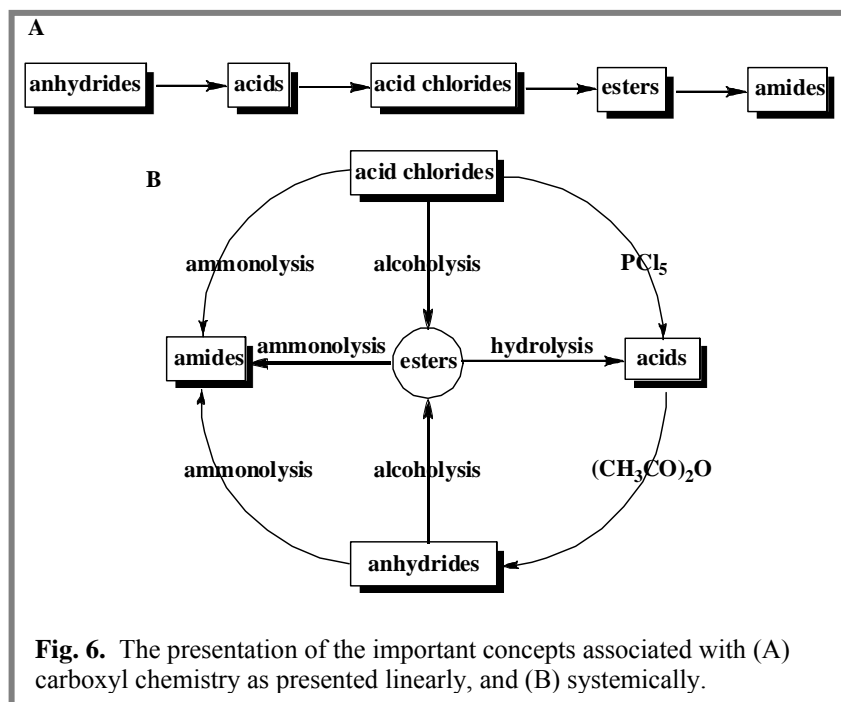 A
anhydrides acids acid chlorides esters amides
B
acid chlorides
ammonolysis alcoholysis PCl₅
amides ammonolysis esters hydrolysis acids
ammonolysis alcoholysis (CH₃CO)₂O
anhydrides
Fig. 6. The presentation of the important concepts associated with (A)
carboxyl chemistry as presented linearly, and (B) systemically.